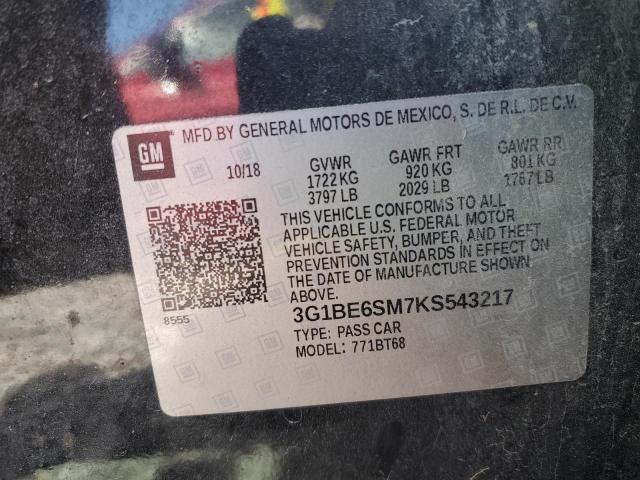 GM
MFD BY GENERAL MOTORS DE MEXICO, S. DE R.L. DE C.V.
10/18 GVWR GAWR FRT GAWR RR
1722 KG 920 KG 801 KG
3797 LB 2029 LB 1767 LB
THIS VEHICLE CONFORMS TO ALL
APPLICABLE U.S. FEDERAL MOTOR
VEHICLE SAFETY, BUMPER, AND THEFT
PREVENTION STANDARDS IN EFFECT ON
THE DATE OF MANUFACTURE SHOWN
ABOVE.
8555
3G1BE6SM7KS543217
TYPE: PASS CAR
MODEL: 771BT68